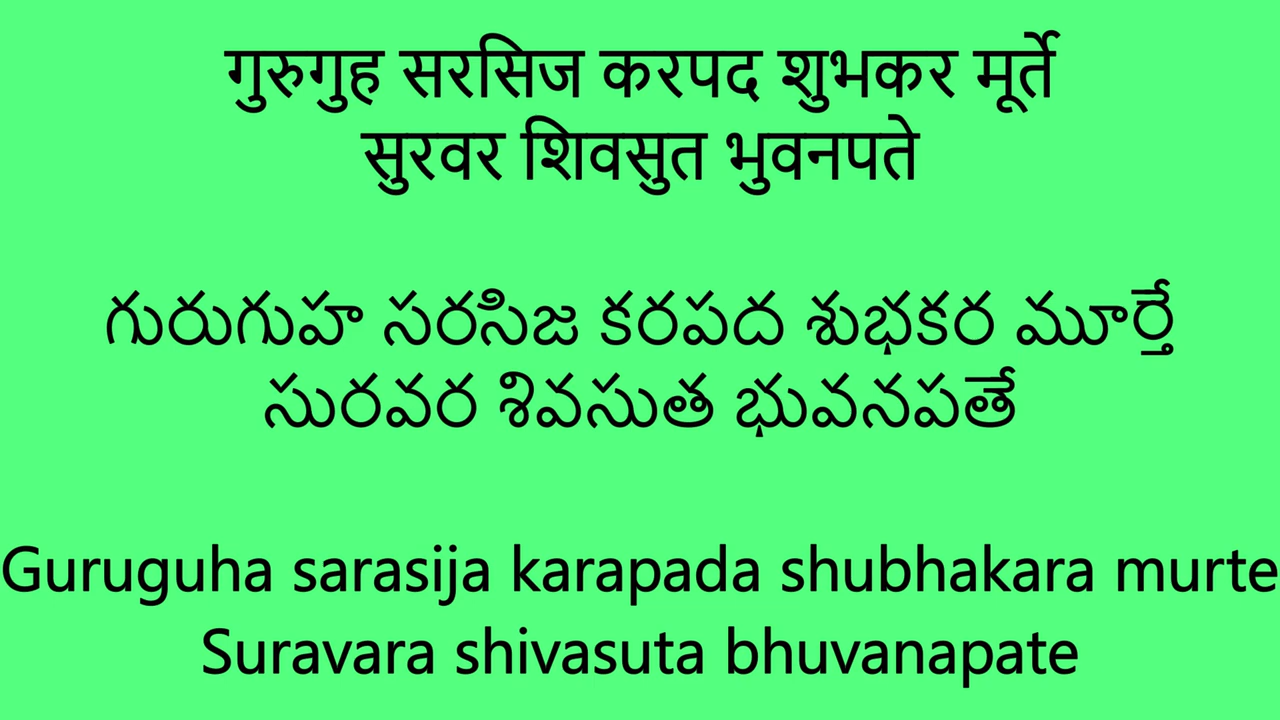 गुरुगुह सरसिज करपद शुभकर मूर्ते
सुरवर शिवसुत भुवनपते
గురుగుహ సరసిజ కరపద శుభకర మూర్తే
సురవర శివసుత భువనపతే
Guruguha sarasija karapada shubhakara murte
Suravara shivasuta bhuvanapate